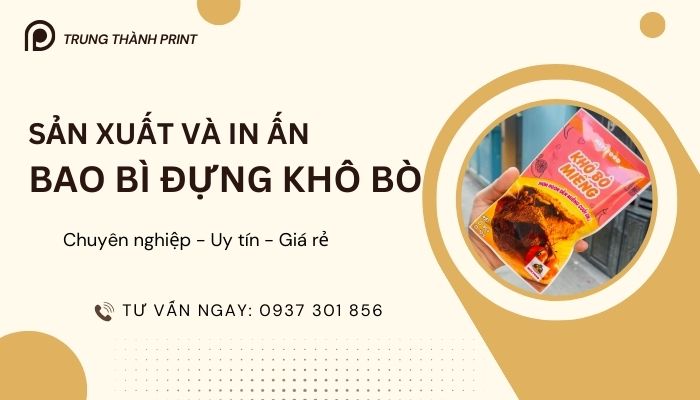 TRUNG THÀNH PRINT
SẢN XUẤT VÀ IN ẤN
BAO BÌ ĐỰNG KHÔ BÒ
Chuyên nghiệp - Uy tín - Giá rẻ
TƯ VẤN NGAY: 0937 301 856
KHÔ BÒ
MIẾNG